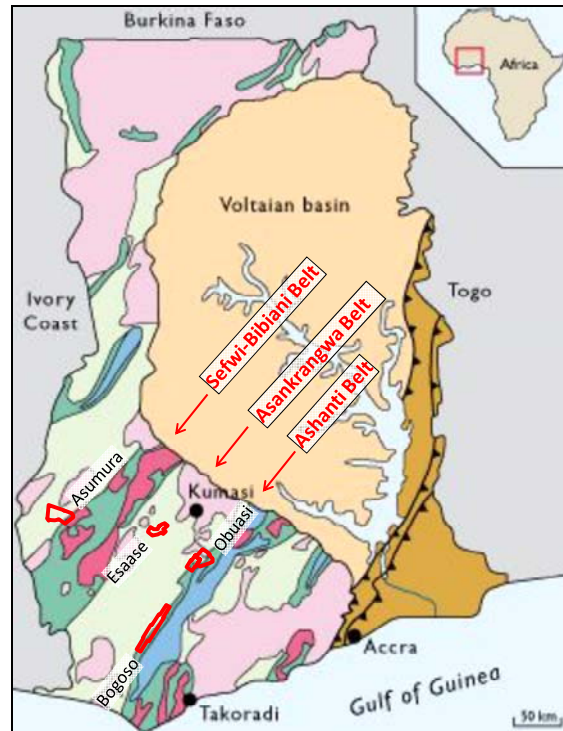 Burkina Faso
Africa
Voltaian basin
Ivory
Coast
Togo
Sefwi-Bibiani Belt
Asankrangwa Belt
Ashanti Belt
Asumura
Kumasi
Esaase
Obuasi
Bogoso
Accra
Takoradi
Gulf of Guinea
50 km